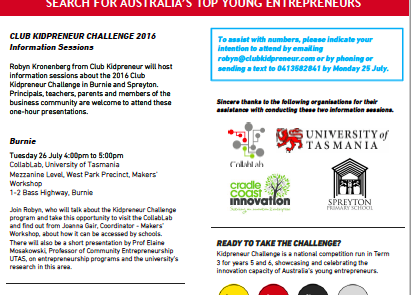 SEARCH FOR AUSTRALIA'S TOP YOUNG ENTREPRENEURS
CLUB KIDPRENEUR CHALLENGE 2016
Information Sessions
Robyn Kronenberg from Club Kidpreneur will host
information sessions about the 2016 Club
Kidpreneur Challenge in Burnie and Spreyton.
Principals, teachers, parents and members of the
business community are welcome to attend these
one-hour presentations.
Burnie
Tuesday 26 July 4:00pm to 5:00pm
CollabLab, University of Tasmania
Mezzanine Level, West Park Precinct, Makers'
Workshop
1-2 Bass Highway, Burnie
Join Robyn, who will talk about the Kidpreneur Challenge
program and take this opportunity to visit the CollabLab
and find out from Joanna Gair, Coordinator - Makers'
Workshop, about how it can be accessed by schools.
There will also be a short presentation by Prof Elaine
Mosakowski, Professor of Community Entrepreneurship
UTAS, on entrepreneurship programs and the university's
research in this area.
To assist with numbers, please indicate your
intention to attend by emailing
robyn@clubkidpreneur.com or by phoning or
sending a text to 0413582841 by Monday 25 July.
Sincere thanks to the following organisations for their
assistance with conducting these two information sessions.
CollabLab
UNIVERSITY of
TASMANIA
cradle
coast
innovation
SPREYTON
PRIMARY SCHOOL
READY TO TAKE THE CHALLENGE?
Kidpreneur Challenge is a national competition run in Term
3 for years 5 and 6, showcasing and celebrating the
innovation capacity of Australia's young entrepreneurs.